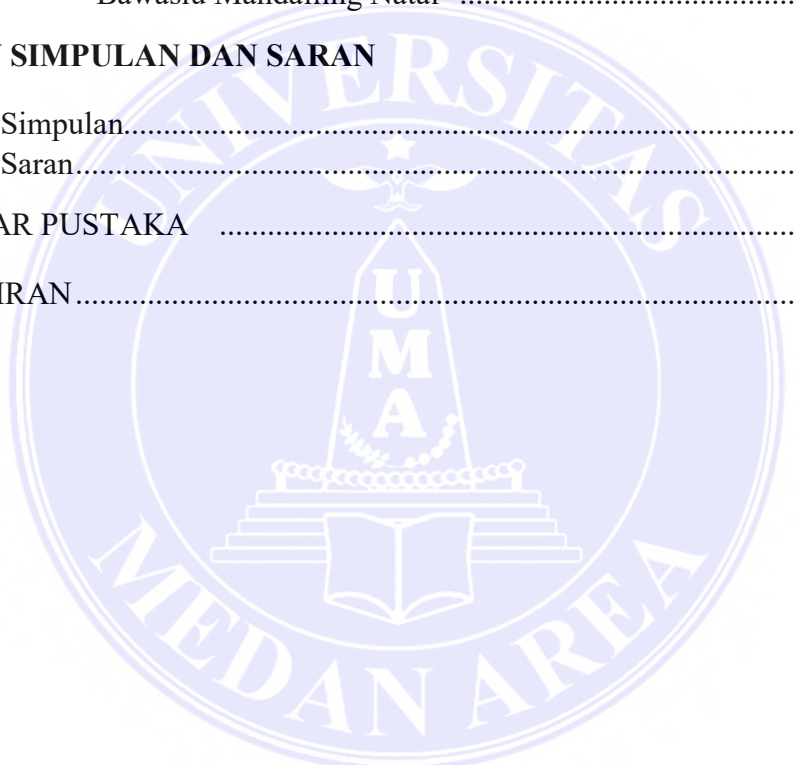 Bawaslu Mandailing Natal ..........................................
SIMPULAN DAN SARAN
Simpulan....................................................................................
Saran..........................................................................................
AR PUSTAKA ........................................................................
IRAN..........................................................................................
UNIVERSITAS
U
M
A
MEDAN AREA